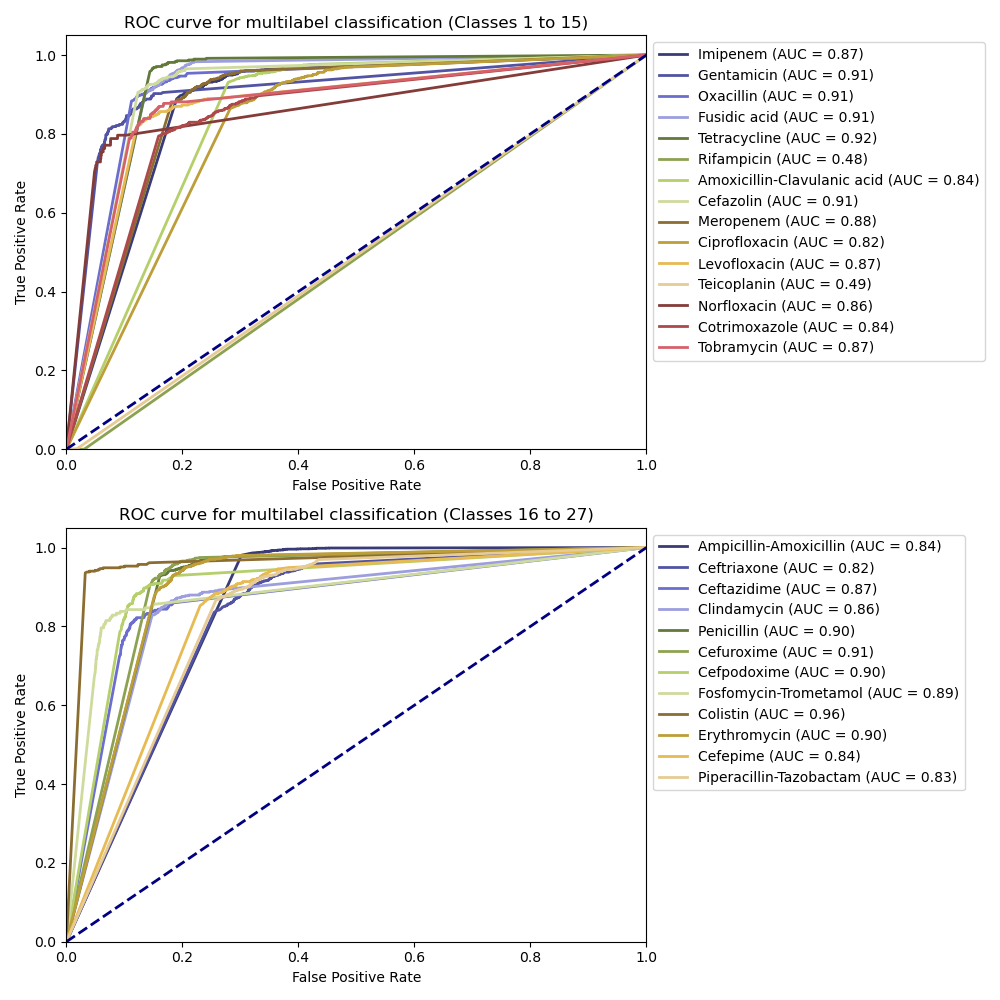 ROC curve for multilabel classification (Classes 1 to 15)
True Positive Rate
1.0
0.8
0.6
0.4
0.2
0.0
0.0 0.2 0.4 0.6 0.8 1.0
False Positive Rate
Imipenem (AUC = 0.87)
Gentamicin (AUC = 0.91)
Oxacillin (AUC = 0.91)
Fusidic acid (AUC = 0.91)
Tetracycline (AUC = 0.92)
Rifampicin (AUC = 0.48)
Amoxicillin-Clavulanic acid (AUC = 0.84)
Cefazolin (AUC = 0.91)
Meropenem (AUC = 0.88)
Ciprofloxacin (AUC = 0.82)
Levofloxacin (AUC = 0.87)
Teicoplanin (AUC = 0.49)
Norfloxacin (AUC = 0.86)
Cotrimoxazole (AUC = 0.84)
Tobramycin (AUC = 0.87)
ROC curve for multilabel classification (Classes 16 to 27)
True Positive Rate
1.0
0.8
0.6
0.4
0.2
0.0
0.0 0.2 0.4 0.6 0.8 1.0
False Positive Rate
Ampicillin-Amoxicillin (AUC = 0.84)
Ceftriaxone (AUC = 0.82)
Ceftazidime (AUC = 0.87)
Clindamycin (AUC = 0.86)
Penicillin (AUC = 0.90)
Cefuroxime (AUC = 0.91)
Cefpodoxime (AUC = 0.90)
Fosfomycin-Trometamol (AUC = 0.89)
Colistin (AUC = 0.96)
Erythromycin (AUC = 0.90)
Cefepime (AUC = 0.84)
Piperacillin-Tazobactam (AUC = 0.83)